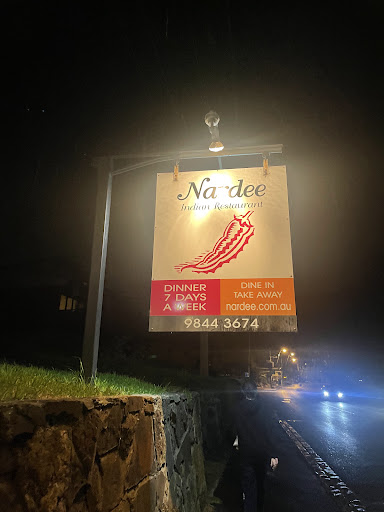 Nardee
Indian Restaurant
DINNER
7 DAYS
A WEEK
DINE IN
TAKE AWAY
nardee.com.au
9844 3674